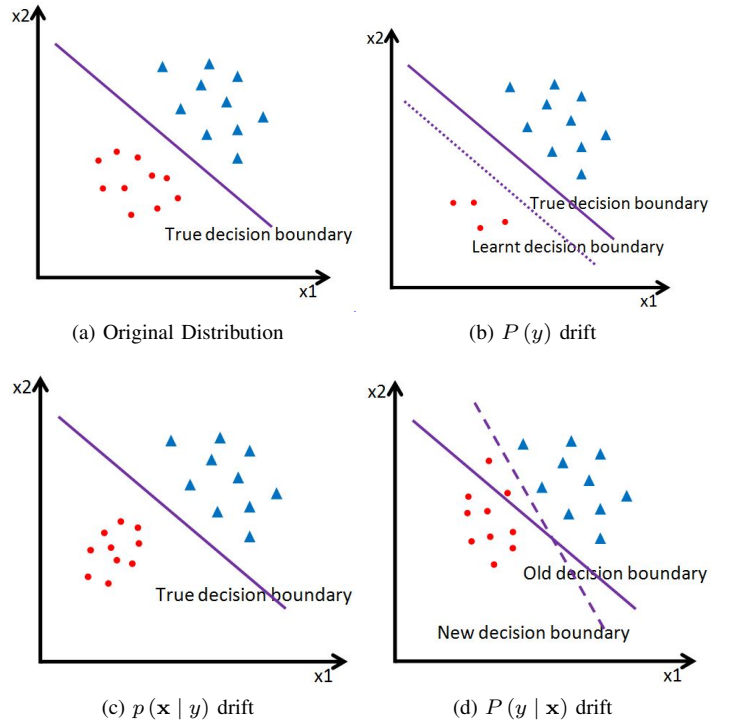 x2
True decision boundary
x1
(a) Original Distribution
x2
True decision boundary
Learnt decision boundary
x1
(b) P (y) drift
x2
True decision boundary
x1
(c) p (x | y) drift
x2
Old decision boundary
New decision boundary
x1
(d) P (y | x) drift